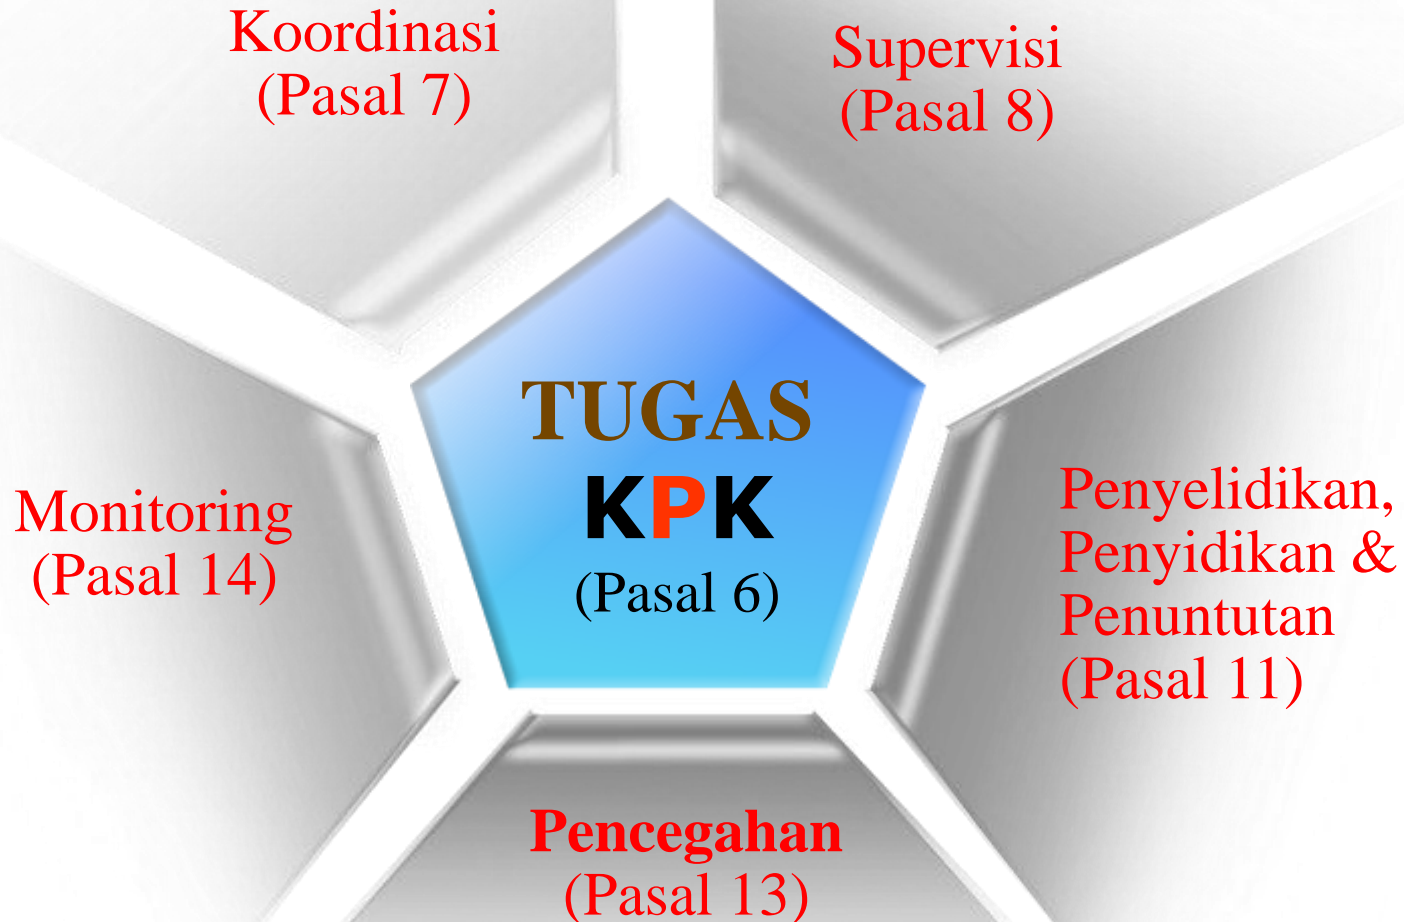 Koordinasi
(Pasal 7)
Supervisi
(Pasal 8)
TUGAS
KPK
(Pasal 6)
Monitoring
(Pasal 14)
Penyelidikan,
Penyidikan &
Penuntutan
(Pasal 11)
Pencegahan
(Pasal 13)